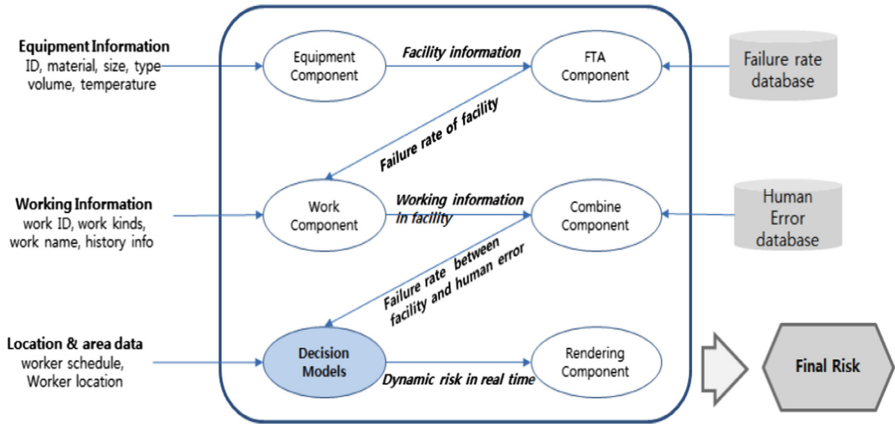 Equipment Information
ID, material, size, type
volume, temperature
Equipment
Component
Facility information
FTA
Component
Failure rate
database
Failure rate of facility
Working Information
work ID, work kinds,
work name, history info
Work
Component
Working information
in facility
Combine
Component
Human
Error
database
Failure rate between
facility and human error
Location & area data
worker schedule,
Worker location
Decision
Models
Dynamic risk in real time
Rendering
Component
Final Risk